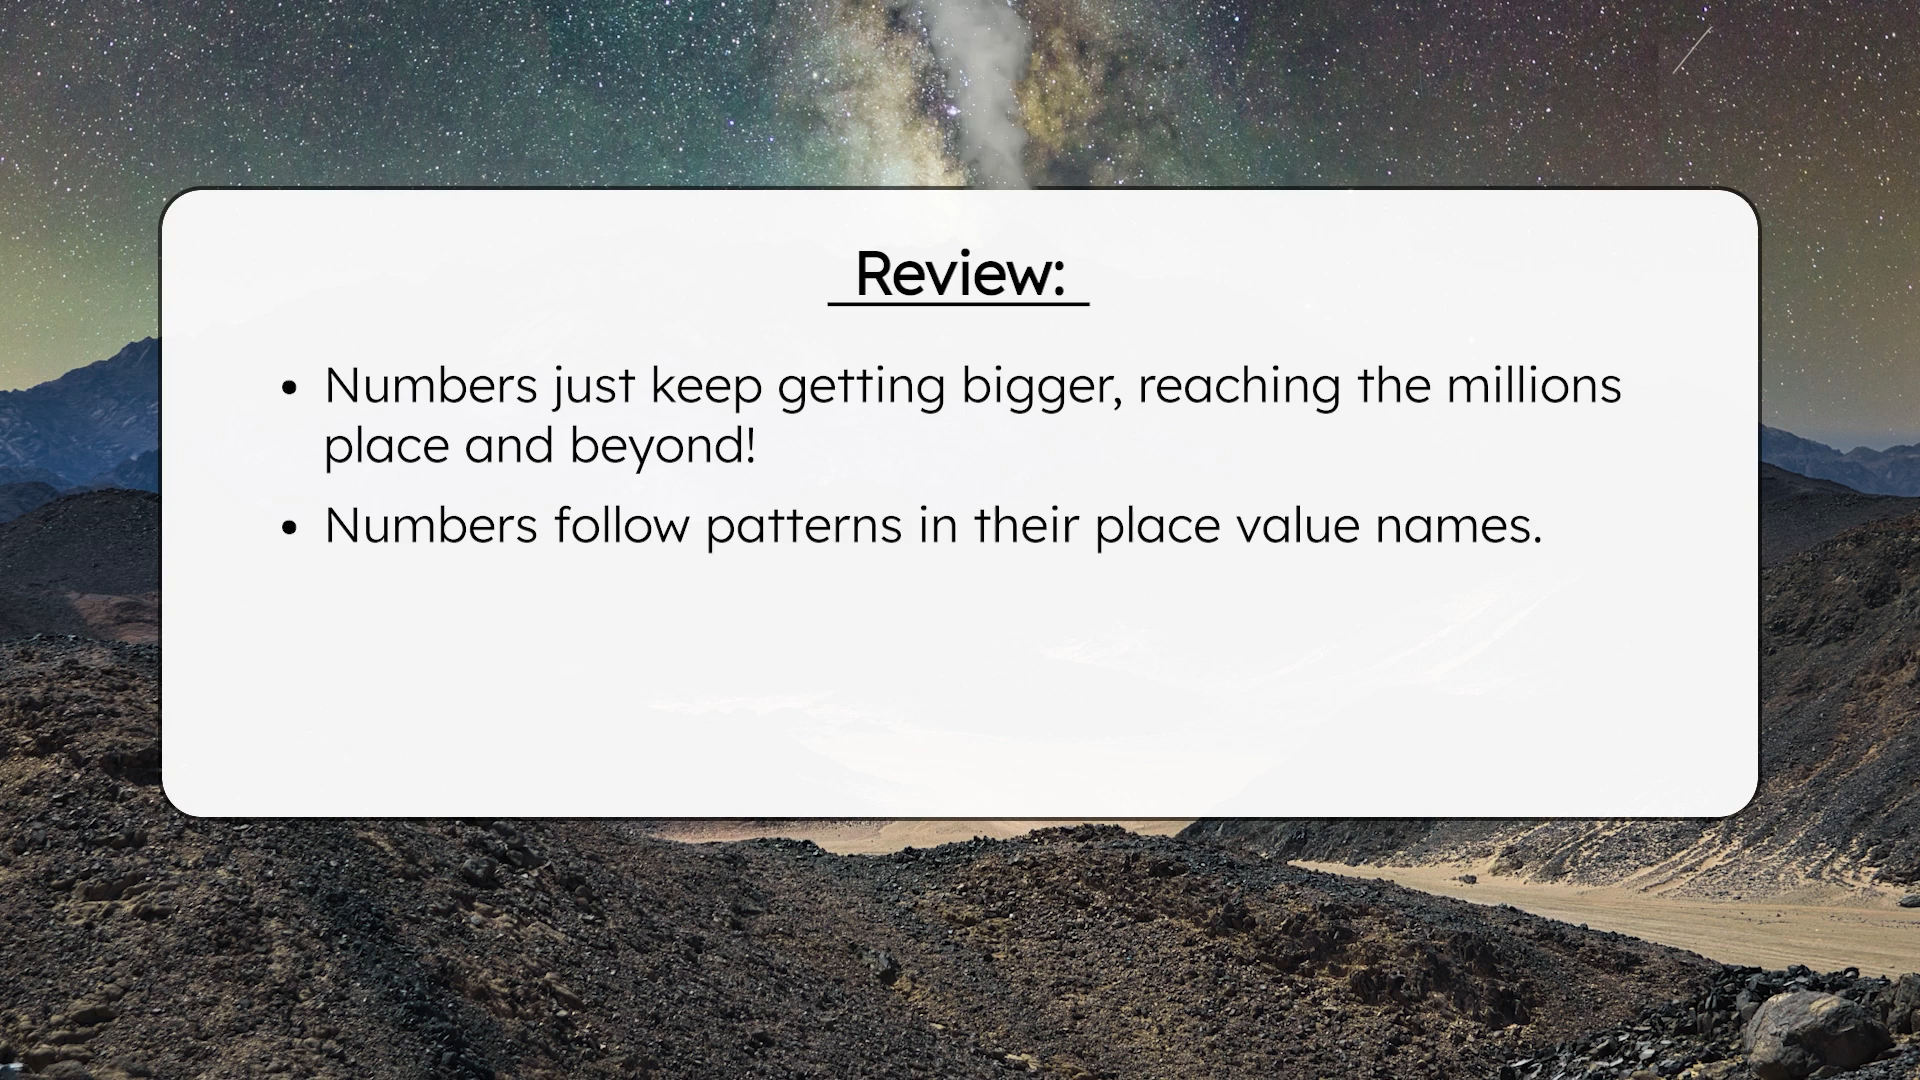 Review:
• Numbers just keep getting bigger, reaching the millions
place and beyond!
• Numbers follow patterns in their place value names.